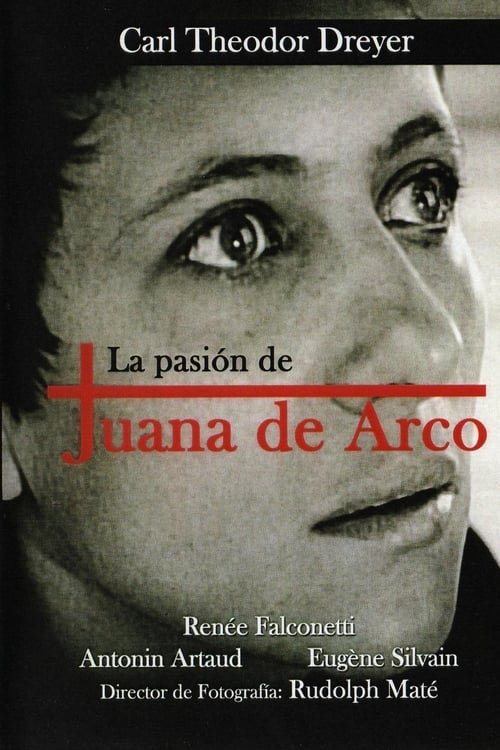 Carl Theodor Dreyer
La pasión de
Juana de Arco
Renée Falconetti
Antonin Artaud Eugène Silvain
Director de Fotografía: Rudolph Maté